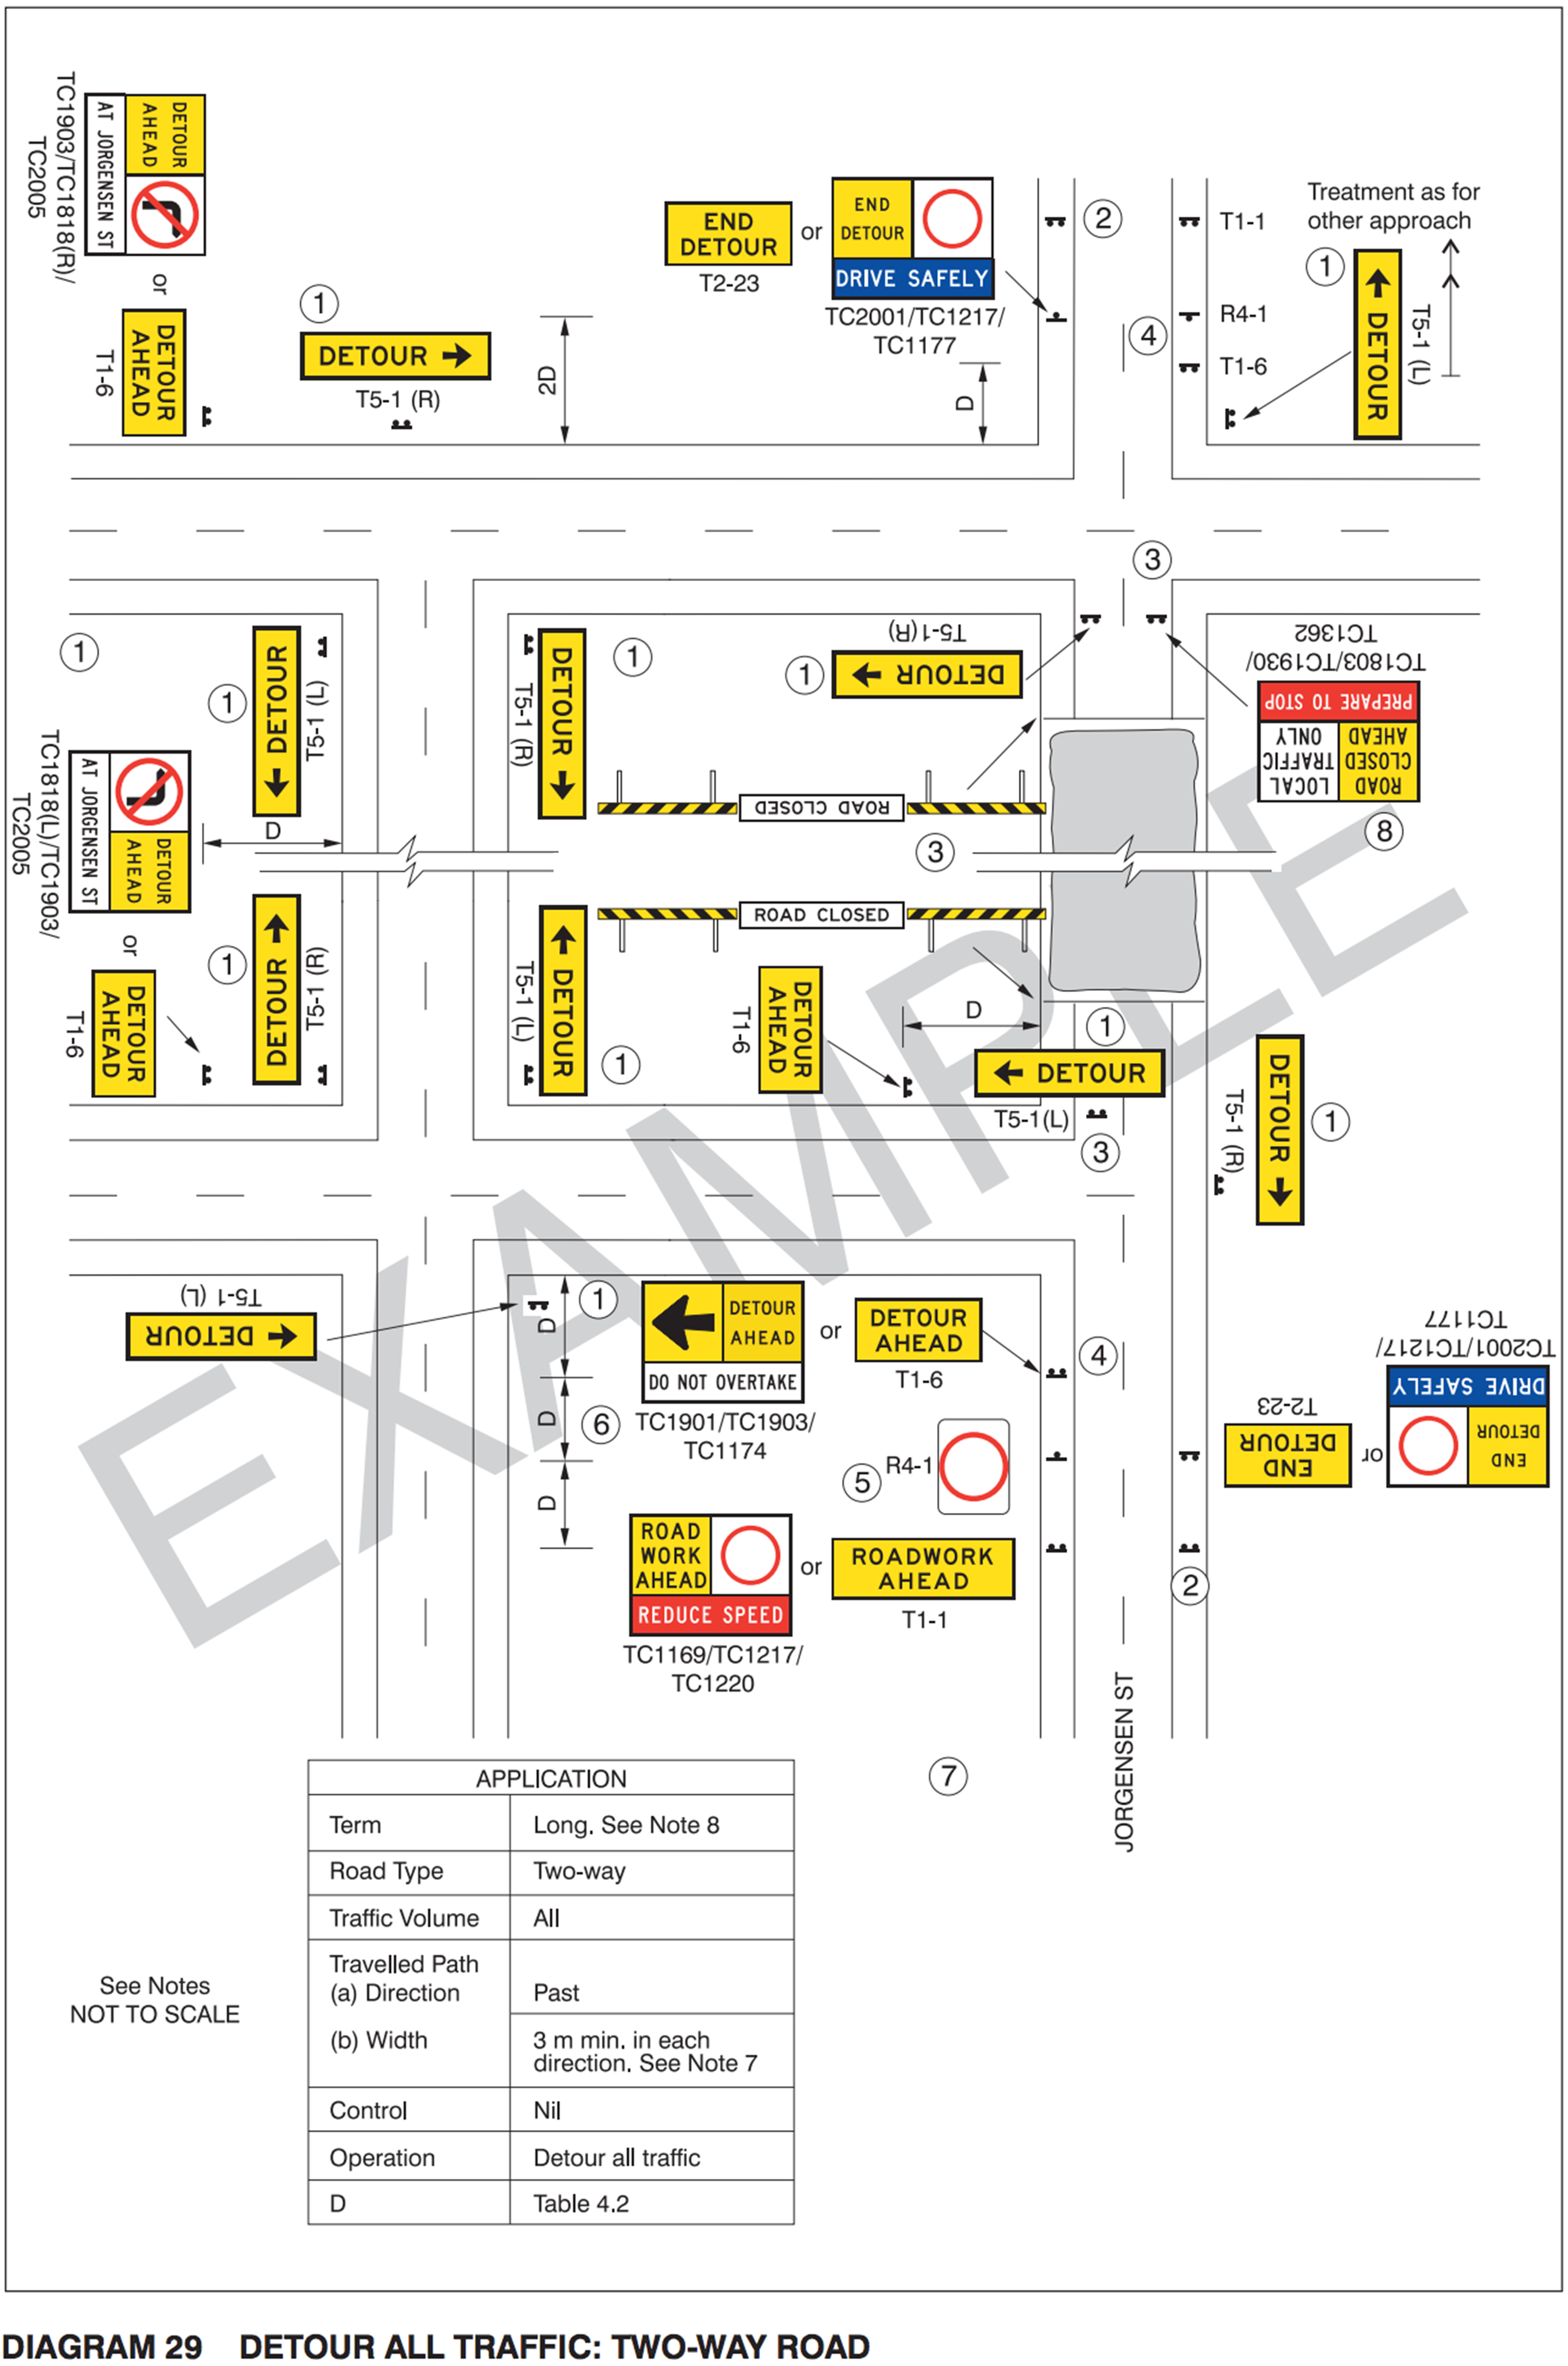 TC1903/TC1818(R)/
TC2005
DETOUR
AHEAD
AT JORGENSEN ST
or
DETOUR
AHEAD
T1-6
1
DETOUR
T5-1 (R)
2D
END
DETOUR
T2-23
or
END
DETOUR
DRIVE SAFELY
TC2001/TC1217/
TC1177
D
2
T1-1
Treatment as for
other approach
4
R4-1
T1-6
1
DETOUR
T5-1 (L)
3
1
1
DETOUR
T5-1 (L)
DETOUR
T5-1 (R)
1
T5-1(R)
1
DETOUR
TC1803/TC1930/
TC1362
PREPARE TO STOP
ROAD
CLOSED
AHEAD
LOCAL
TRAFFIC
ONLY
8
TC1818(L)/TC1903/
TC2005
DETOUR
AHEAD
AT JORGENSEN ST
D
ROAD CLOSED
3
ROAD CLOSED
or
DETOUR
AHEAD
T1-6
1
DETOUR
T5-1 (R)
DETOUR
T5-1 (L)
1
DETOUR
AHEAD
T1-6
D
1
DETOUR
T5-1(L)
3
DETOUR
T5-1 (R)
1
EXAMPLE
T5-1 (L)
DETOUR
D
1
DETOUR
AHEAD
DO NOT OVERTAKE
TC1901/TC1903/
TC1174
or
DETOUR
AHEAD
T1-6
4
D
6
5
R4-1
D
ROAD
WORK
AHEAD
REDUCE SPEED
TC1169/TC1217/
TC1220
or
ROADWORK
AHEAD
T1-1
TC2001/TC1217/
TC1177
DRIVE SAFELY
END
DETOUR
or
T2-23
END
DETOUR
2
JORGENSEN ST
7
APPLICATION
Term Long. See Note 8
Road Type Two-way
Traffic Volume All
Travelled Path
(a) Direction Past
(b) Width 3 m min. in each
direction. See Note 7
Control Nil
Operation Detour all traffic
D Table 4.2
See Notes
NOT TO SCALE
DIAGRAM 29 DETOUR ALL TRAFFIC: TWO-WAY ROAD